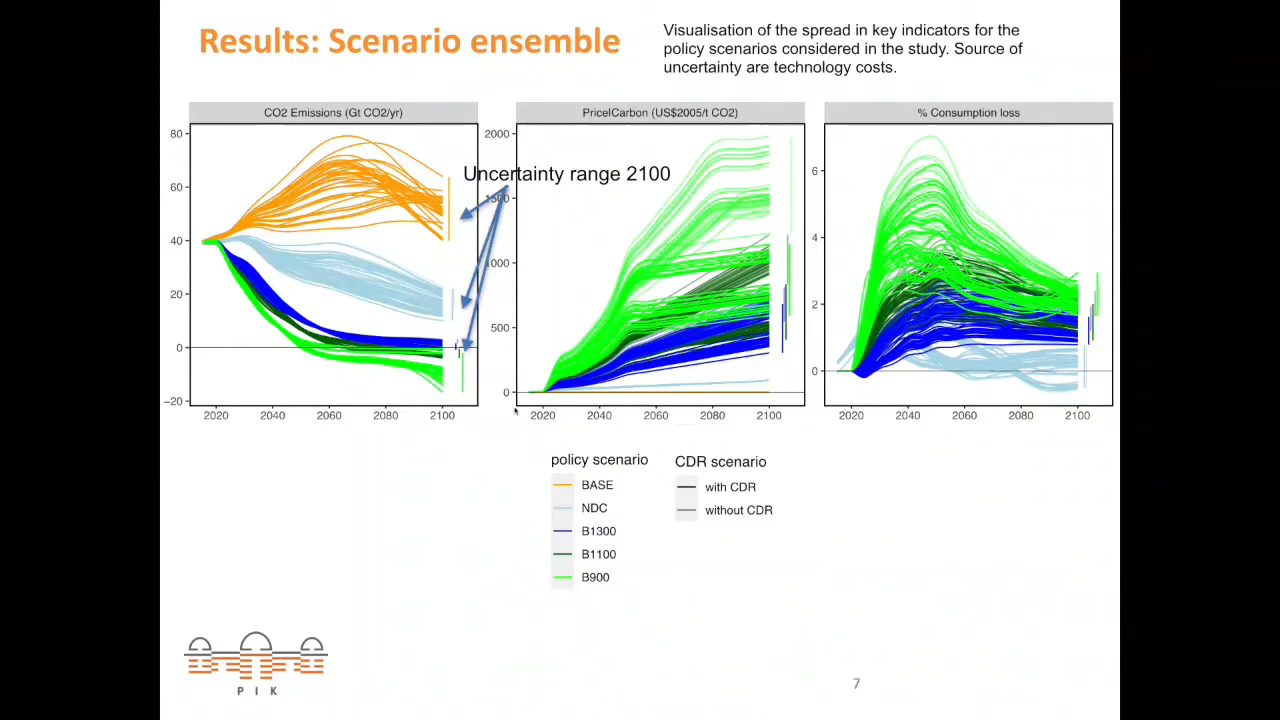 Results: Scenario ensemble
Visualisation of the spread in key indicators for the
policy scenarios considered in the study. Source of
uncertainty are technology costs.
CO2 Emissions (Gt CO2/yr)
80
60
40
20
0
−20
2020 2040 2060 2080 2100
Uncertainty range 2100
Price|Carbon (US$2005/t CO2)
2000
1500
1000
500
0
2020 2040 2060 2080 2100
% Consumption loss
6
4
2
0
2020 2040 2060 2080 2100
policy scenario
BASE
NDC
B1300
B1100
B900
CDR scenario
with CDR
without CDR
P I K
7